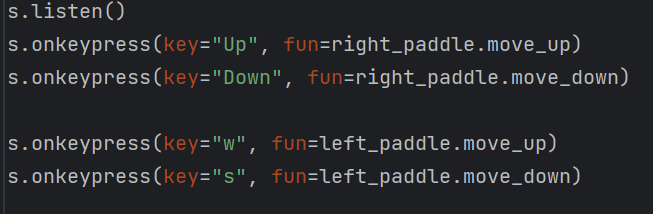 s.listen()
s.onkeypress(key="Up", fun=right_paddle.move_up)
s.onkeypress(key="Down", fun=right_paddle.move_down)
s.onkeypress(key="w", fun=left_paddle.move_up)
s.onkeypress(key="s", fun=left_paddle.move_down)